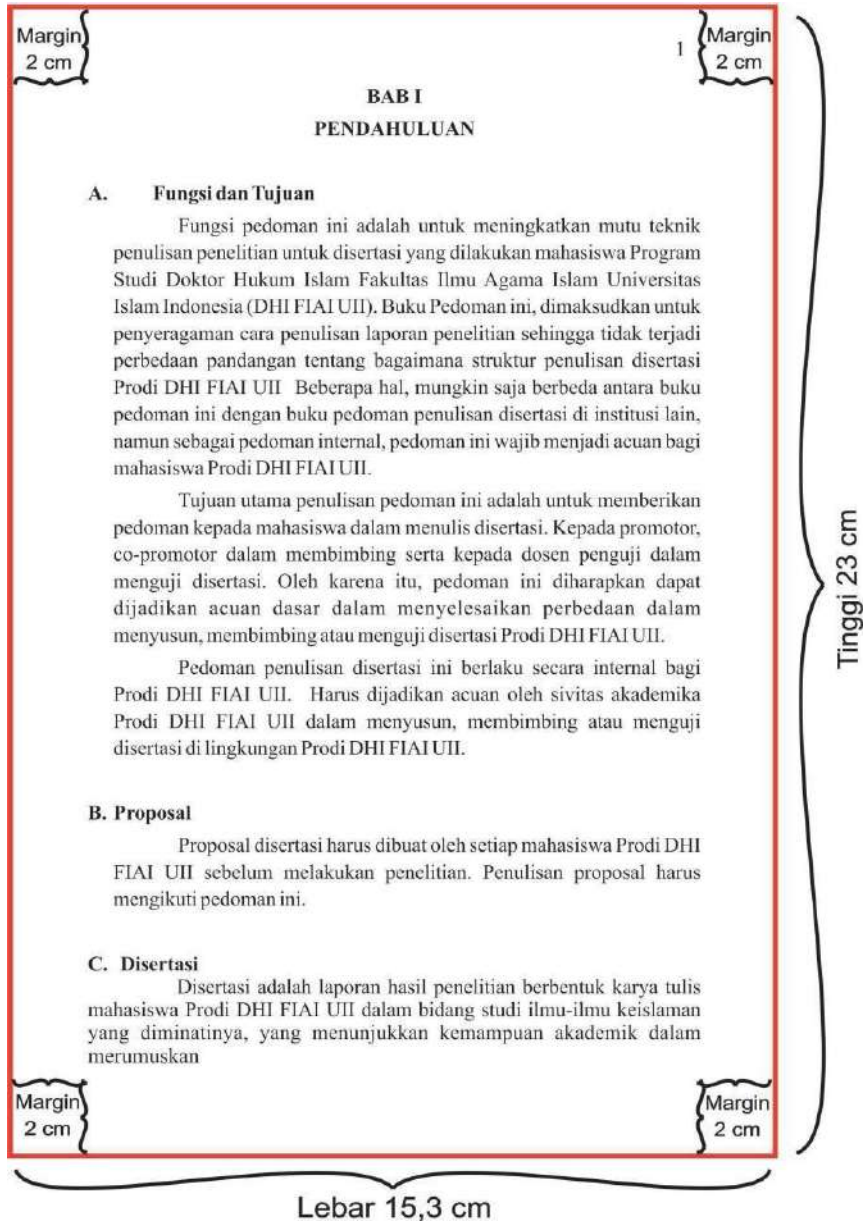 Margin
2 cm
Margin
2 cm
1
BAB I
PENDAHULUAN
A. Fungsi dan Tujuan
Fungsi pedoman ini adalah untuk meningkatkan mutu teknik
penulisan penelitian untuk disertasi yang dilakukan mahasiswa Program
Studi Doktor Hukum Islam Fakultas Ilmu Agama Islam Universitas
Islam Indonesia (DHI FIAI UII). Buku Pedoman ini, dimaksudkan untuk
penyeragaman cara penulisan laporan penelitian sehingga tidak terjadi
perbedaan pandangan tentang bagaimana struktur penulisan disertasi
Prodi DHI FIAI UII Beberapa hal, mungkin saja berbeda antara buku
pedoman ini dengan buku pedoman penulisan disertasi di institusi lain,
namun sebagai pedoman internal, pedoman ini wajib menjadi acuan bagi
mahasiswa Prodi DHI FIAI UII.
Tujuan utama penulisan pedoman ini adalah untuk memberikan
pedoman kepada mahasiswa dalam menulis disertasi. Kepada promotor,
co-promotor dalam membimbing serta kepada dosen penguji dalam
menguji disertasi. Oleh karena itu, pedoman ini diharapkan dapat
dijadikan acuan dasar dalam menyelesaikan perbedaan dalam
menyusun, membimbing atau menguji disertasi Prodi DHI FIAI UII.
Pedoman penulisan disertasi ini berlaku secara internal bagi
Prodi DHI FIAI UII. Harus dijadikan acuan oleh sivitas akademika
Prodi DHI FIAI UII dalam menyusun, membimbing atau menguji
disertasi di lingkungan Prodi DHI FIAI UII.
B. Proposal
Proposal disertasi harus dibuat oleh setiap mahasiswa Prodi DHI
FIAI UII sebelum melakukan penelitian. Penulisan proposal harus
mengikuti pedoman ini.
C. Disertasi
Disertasi adalah laporan hasil penelitian berbentuk karya tulis
mahasiswa Prodi DHI FIAI UII dalam bidang studi ilmu-ilmu keislaman
yang diminatinya, yang menunjukkan kemampuan akademik dalam
merumuskan
Margin
2 cm
Margin
2 cm
Tinggi 23 cm
Lebar 15,3 cm